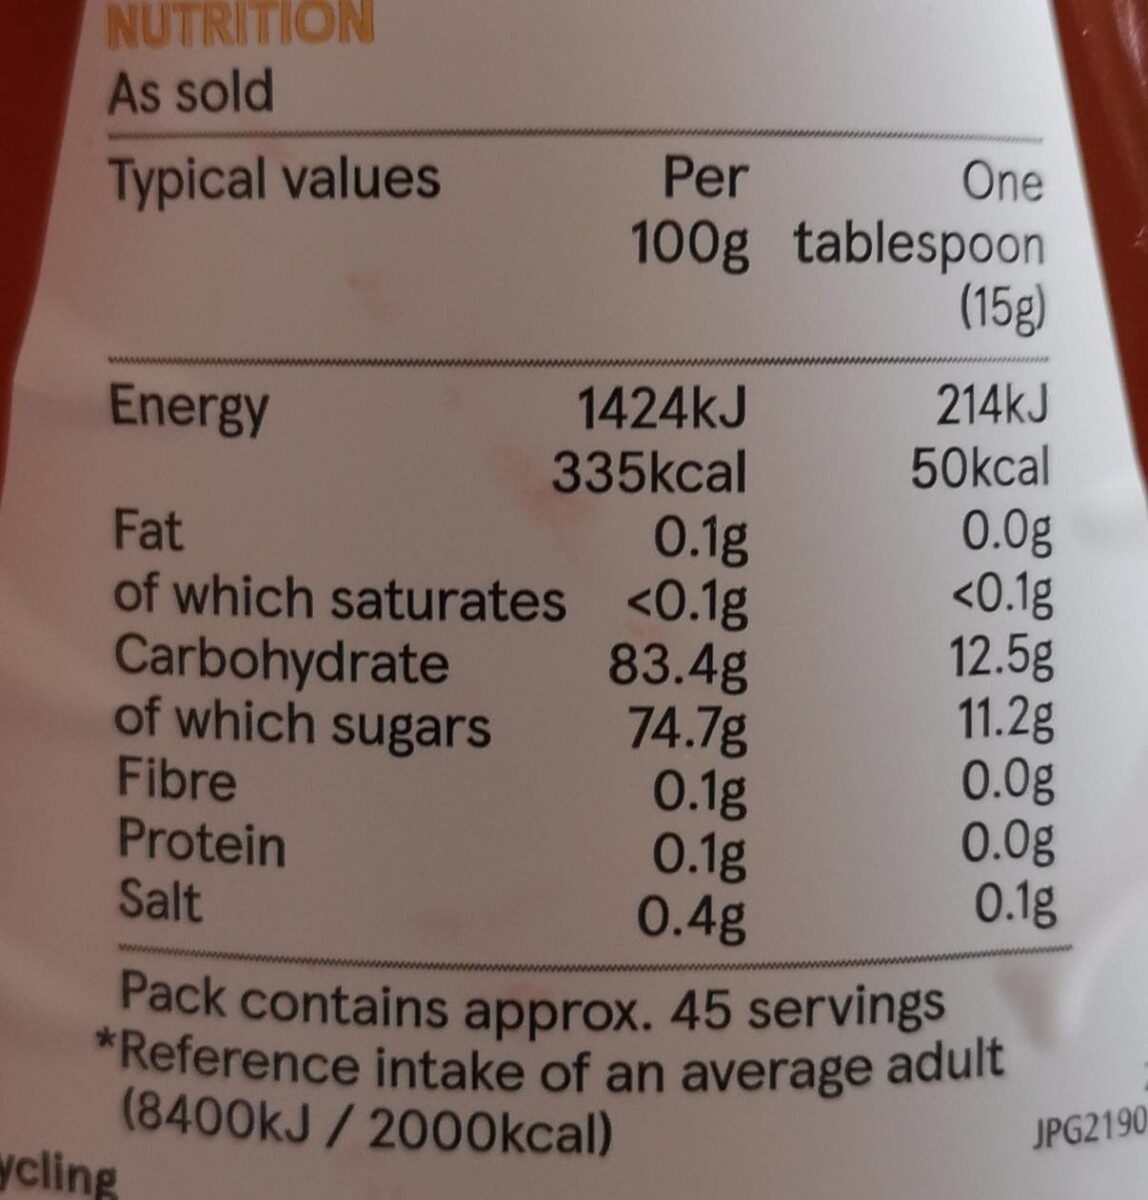 NUTRITION
As sold
Typical values Per One
100g tablespoon
(15g)
Energy 1424kJ 214kJ
335kcal 50kcal
Fat 0.1g 0.0g
of which saturates <0.1g <0.1g
Carbohydrate 83.4g 12.5g
of which sugars 74.7g 11.2g
Fibre 0.1g 0.0g
Protein 0.1g 0.0g
Salt 0.4g 0.1g
Pack contains approx. 45 servings
*Reference intake of an average adult
(8400kJ / 2000kcal)
JPG2190
ycling